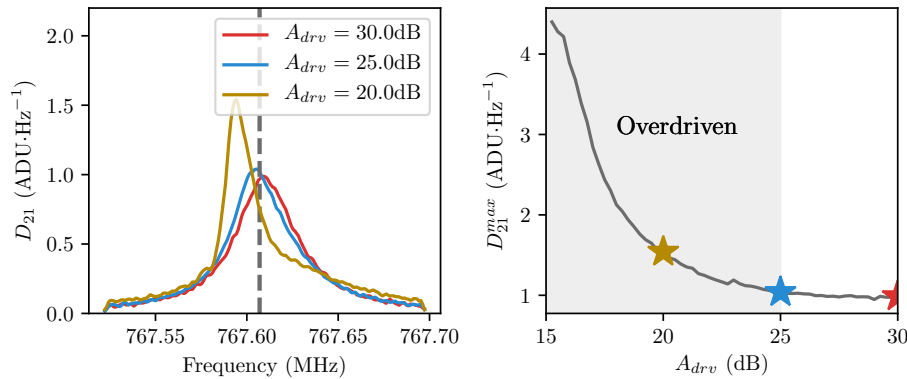 2.0
1.5
1.0
0.5
0.0
D₂₁ (ADU·Hz⁻¹)
A_drv = 30.0dB
A_drv = 25.0dB
A_drv = 20.0dB
767.55
767.60
767.65
767.70
Frequency (MHz)
4
3
2
1
D₂₁^max (ADU·Hz⁻¹)
Overdriven
15
20
25
30
A_drv (dB)